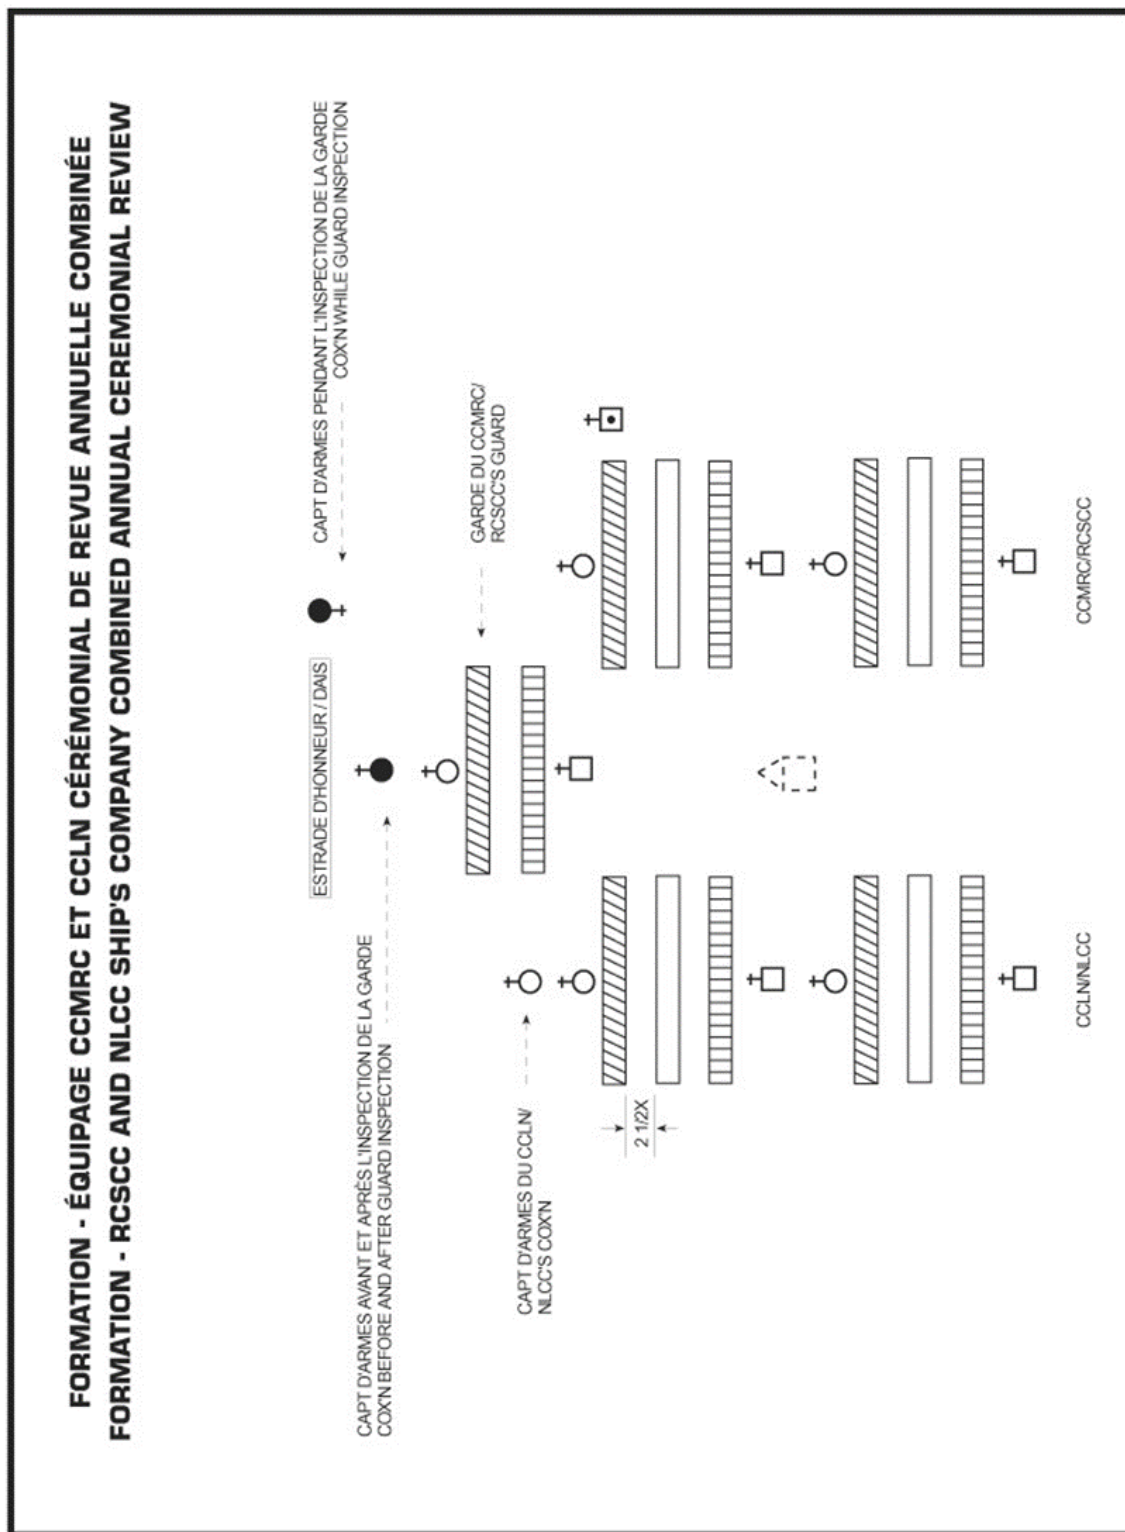 FORMATION - ÉQUIPAGE CCMRC ET CCLN CÉRÉMONIAL DE REVUE ANNUELLE COMBINÉE
FORMATION - RCSCC AND NLCC SHIP'S COMPANY COMBINED ANNUAL CEREMONIAL REVIEW
CAPT D'ARMES PENDANT L'INSPECTION DE LA GARDE
COX'N WHILE GUARD INSPECTION
ESTRADE D'HONNEUR / DAIS
CAPT D'ARMES AVANT ET APRÈS L'INSPECTION DE LA GARDE
COX'N BEFORE AND AFTER GUARD INSPECTION
GARDE DU CCMRC/
RCSCC'S GUARD
CAPT D'ARMES DU CCLN/
NLCC'S COX'N
2 1/2X
CCLN/NLCC
CCMRC/RCSCC